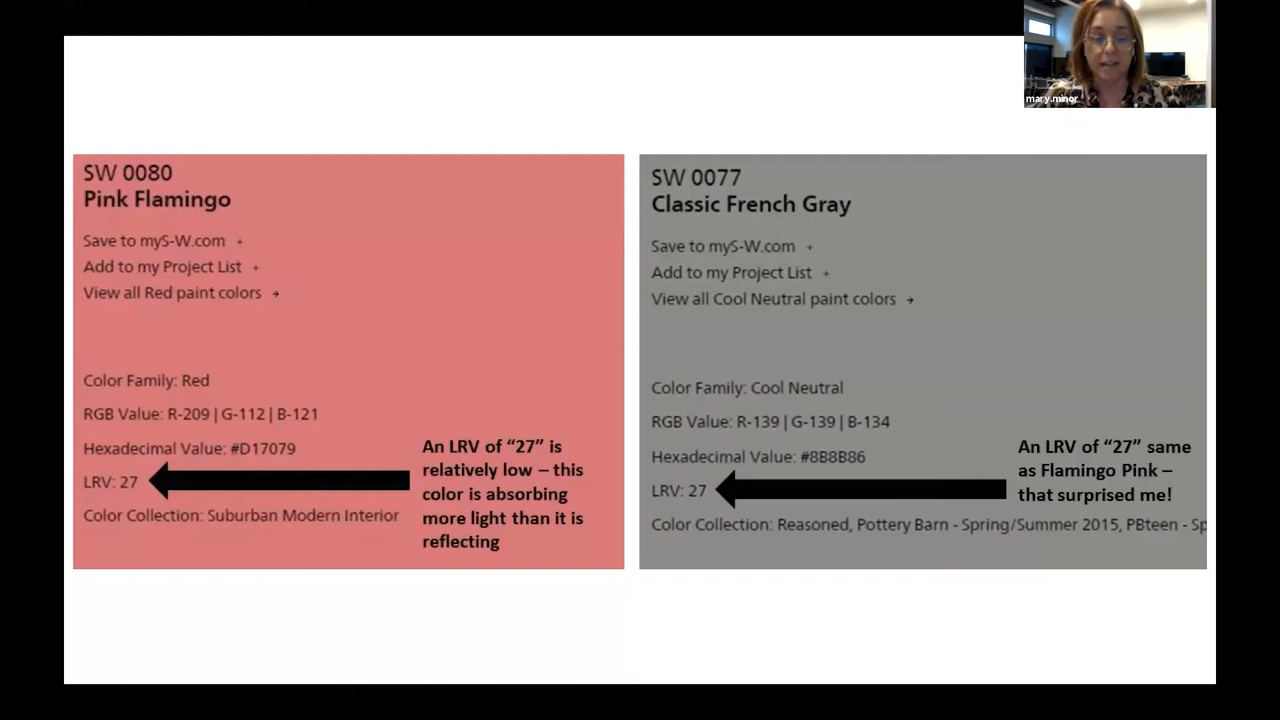 mary.minor
SW 0080
Pink Flamingo
Save to myS-W.com +
Add to my Project List +
View all Red paint colors →
Color Family: Red
RGB Value: R-209 | G-112 | B-121
Hexadecimal Value: #D17079
LRV: 27
Color Collection: Suburban Modern Interior
An LRV of “27” is
relatively low – this
color is absorbing
more light than it is
reflecting
SW 0077
Classic French Gray
Save to myS-W.com +
Add to my Project List +
View all Cool Neutral paint colors →
Color Family: Cool Neutral
RGB Value: R-139 | G-139 | B-134
Hexadecimal Value: #8B8B86
LRV: 27
Color Collection: Reasoned, Pottery Barn - Spring/Summer 2015, PBteen - Sp
An LRV of “27” same
as Flamingo Pink –
that surprised me!